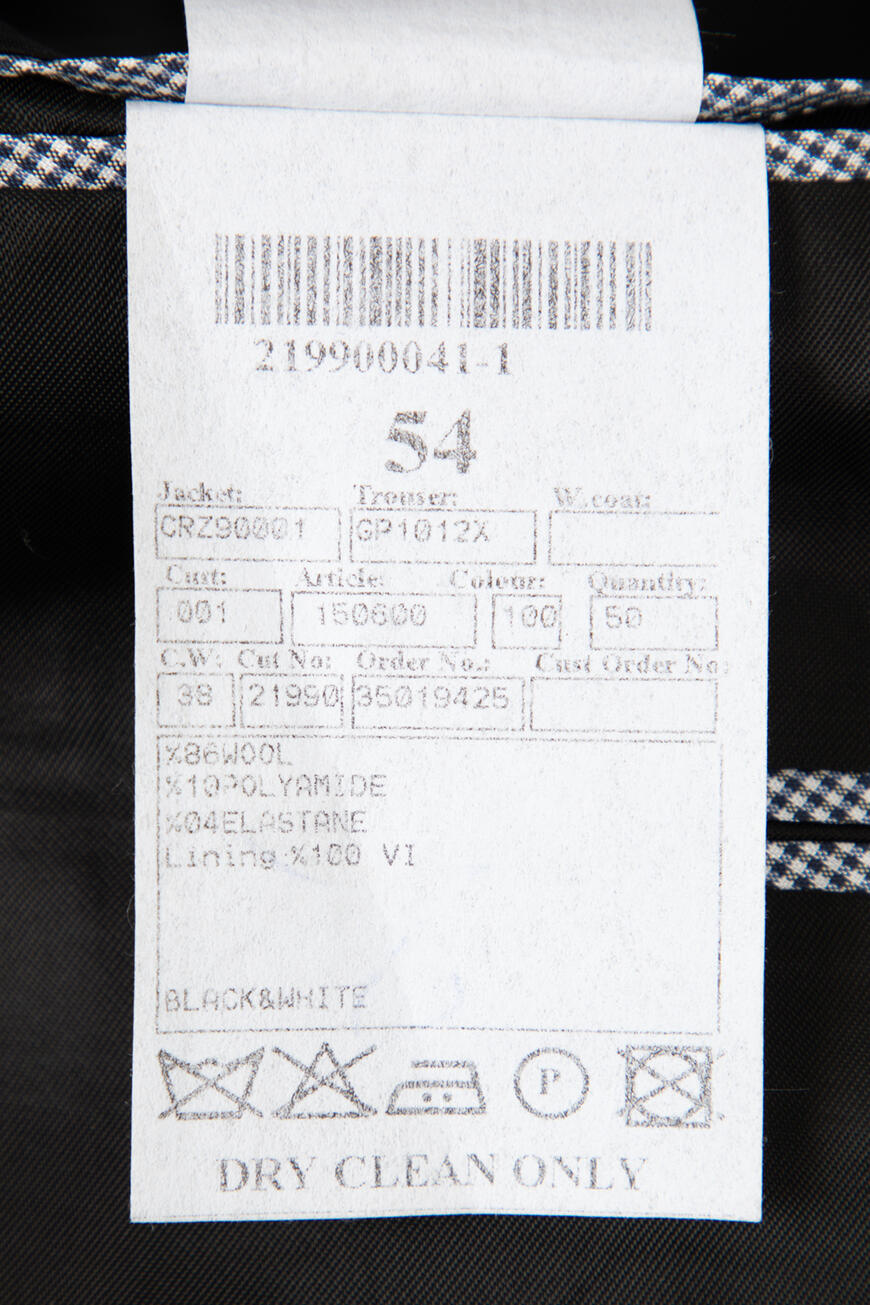 219900041-1
54
Jacket: Trouser: W.coat:
CRZ90001 GP1012X
Cust: Article: Colour: Quantity:
001 150600 100 50
C.W: Cut No: Order No.: Cust Order No:
38 21990 35019425
%86WOOL
%10POLYAMIDE
%04ELASTANE
Lining:%100 VI
BLACK&WHITE
P
DRY CLEAN ONLY